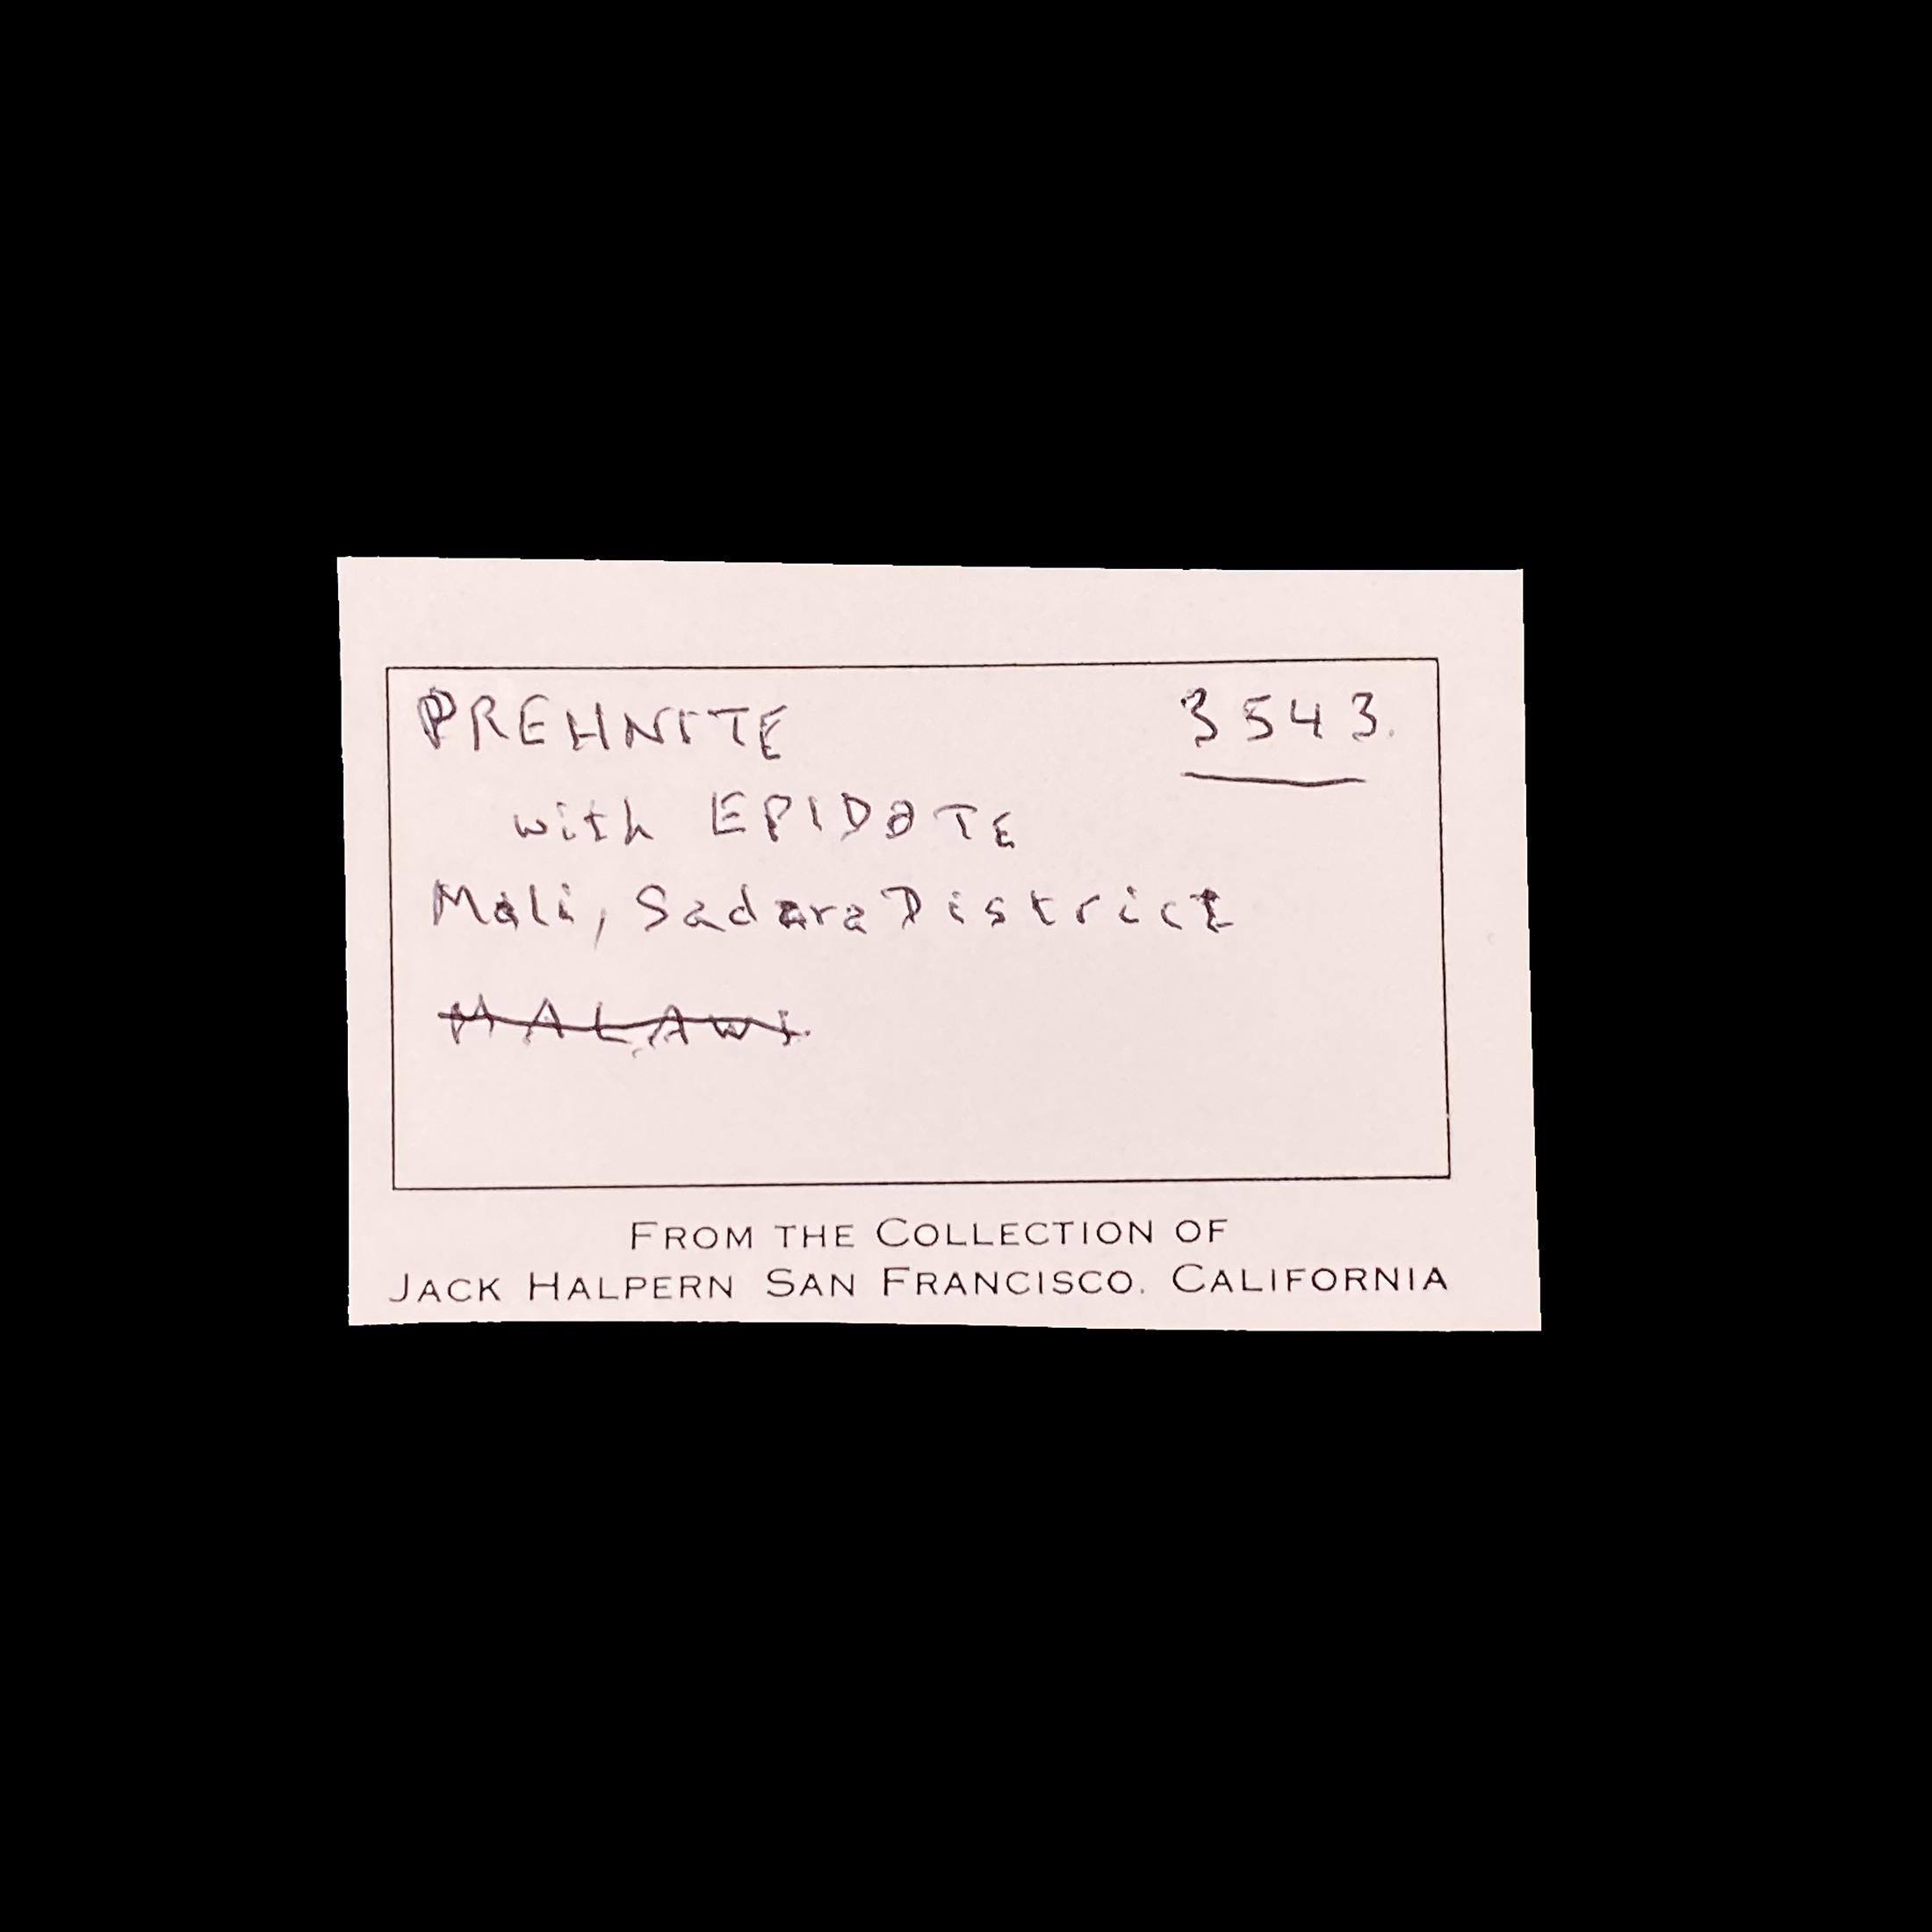 PREHNITE 3543.
with EPIDOTE
Mali, Sadara District
MALAWI
FROM THE COLLECTION OF
JACK HALPERN SAN FRANCISCO. CALIFORNIA